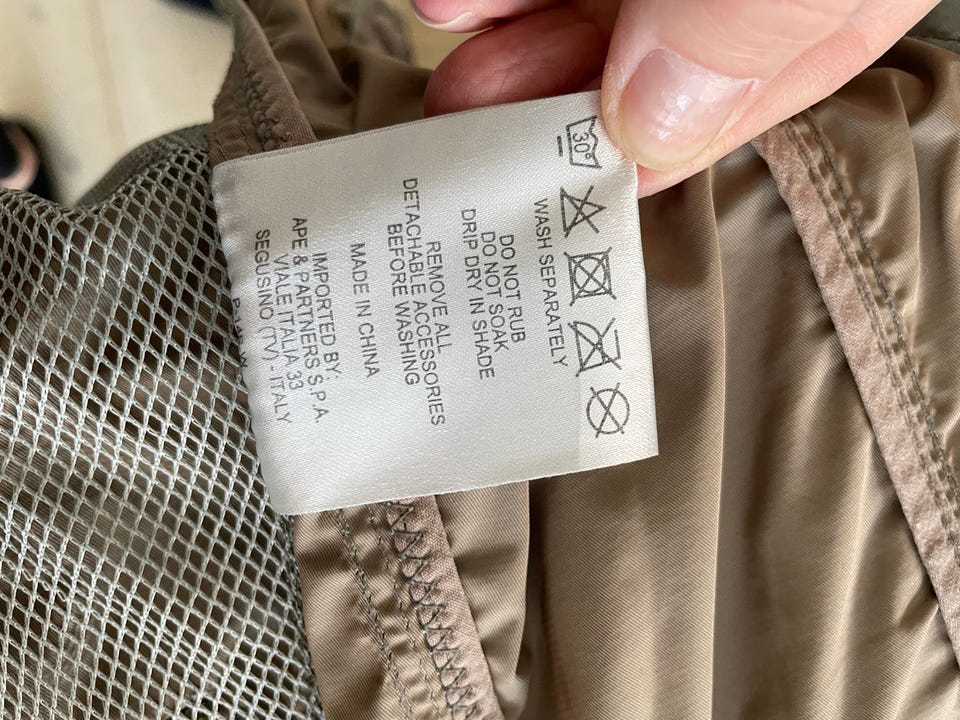 30°
WASH SEPARATELY
DO NOT RUB
DO NOT SOAK
DRIP DRY IN SHADE
REMOVE ALL
DETACHABLE ACCESSORIES
BEFORE WASHING
MADE IN CHINA
IMPORTED BY:
APE & PARTNERS S.P.A.
VIALE ITALIA 33
SEGUSINO (TV) - ITALY